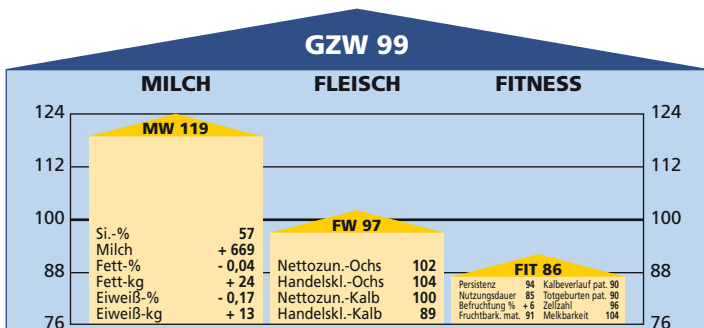 GZW 99
MILCH FLEISCH FITNESS
124 124
MW 119
112 112
100 100
FW 97
Si.-% 57
Milch + 669
Fett-% - 0,04
Fett-kg + 24
Eiweiß-% - 0,17
Eiweiß-kg + 13
Nettozun.-Ochs 102
Handelskl.-Ochs 104
Nettozun.-Kalb 100
Handelskl.-Kalb 89
88 88
FIT 86
Persistenz 94 Kalbeverlauf pat. 90
Nutzungsdauer 85 Totgeburten pat. 90
Befruchtung % + 6 Zellzahl 96
Fruchtbark. mat. 91 Melkbarkeit 104
76 76